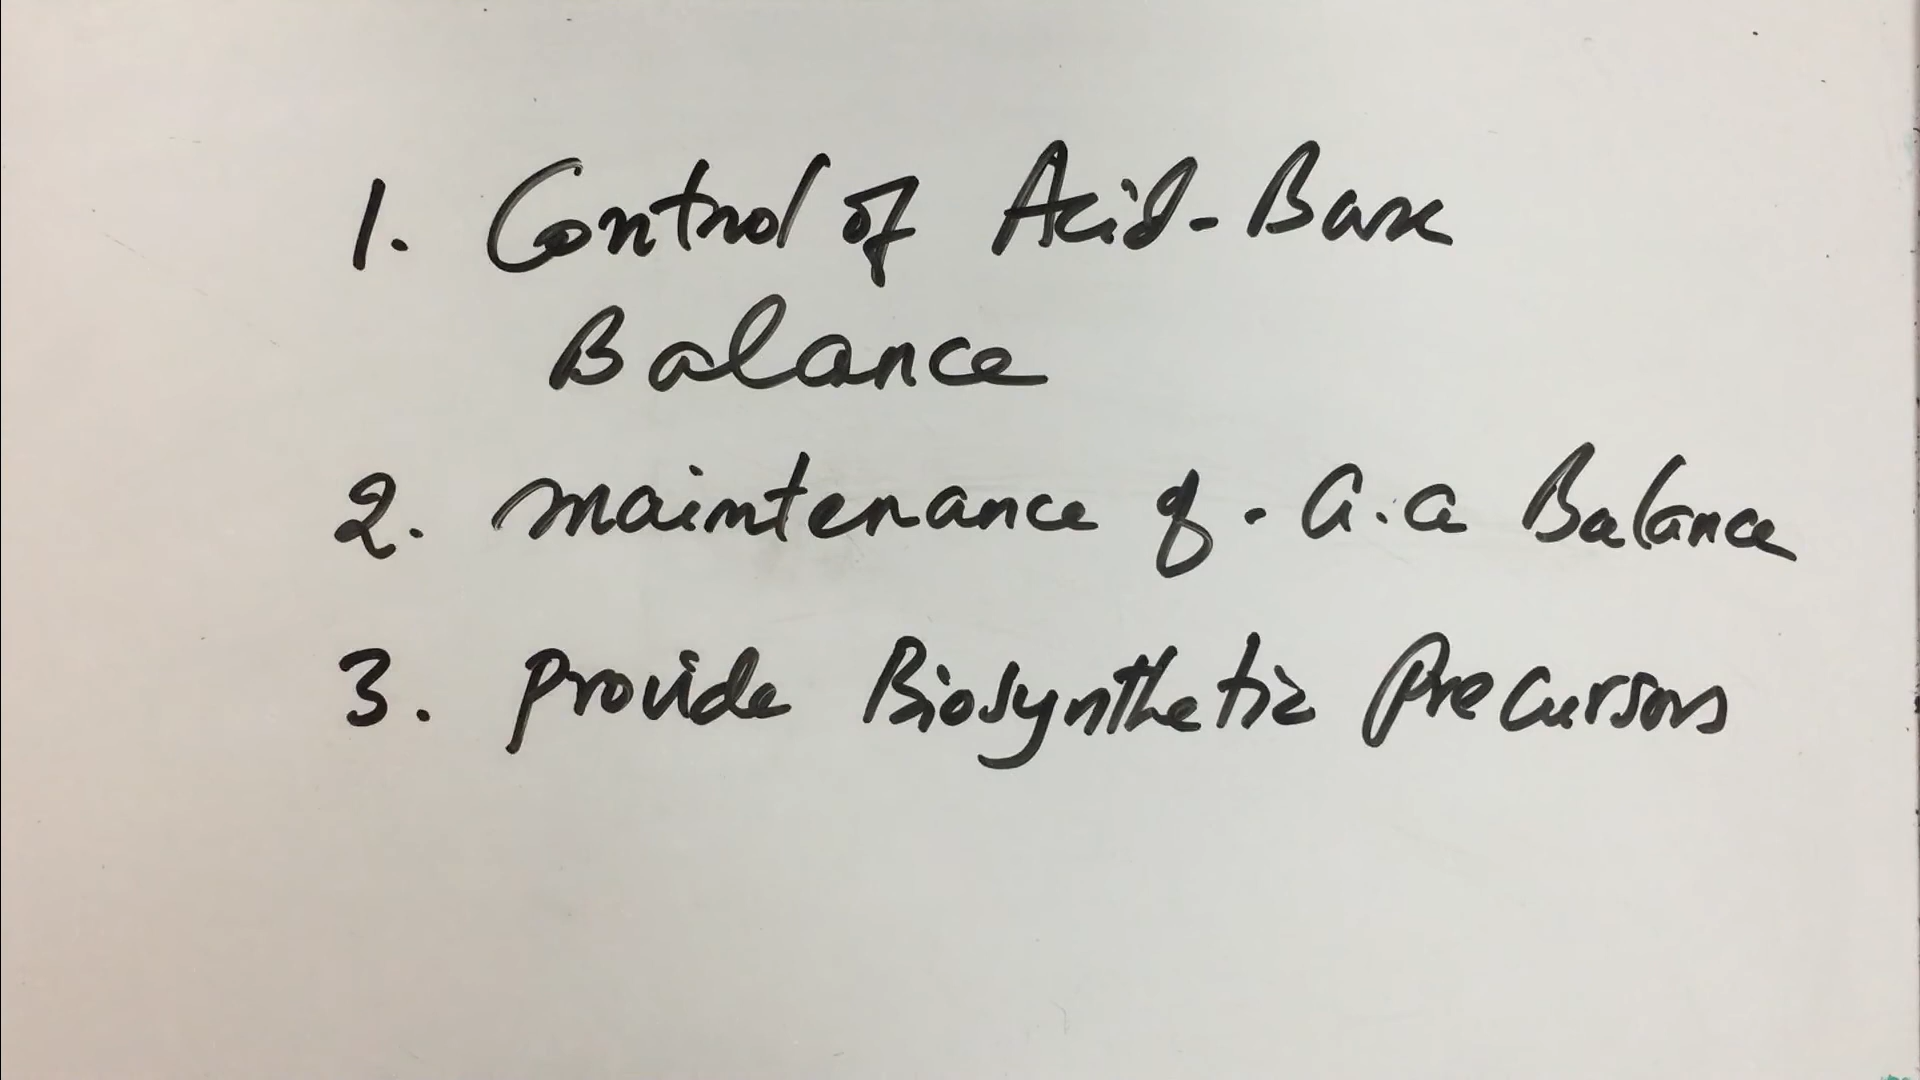 1. Control of Acid-Base
Balance
2. maintenance of. a.a Balance
3. Provide Biosynthetic Precursors